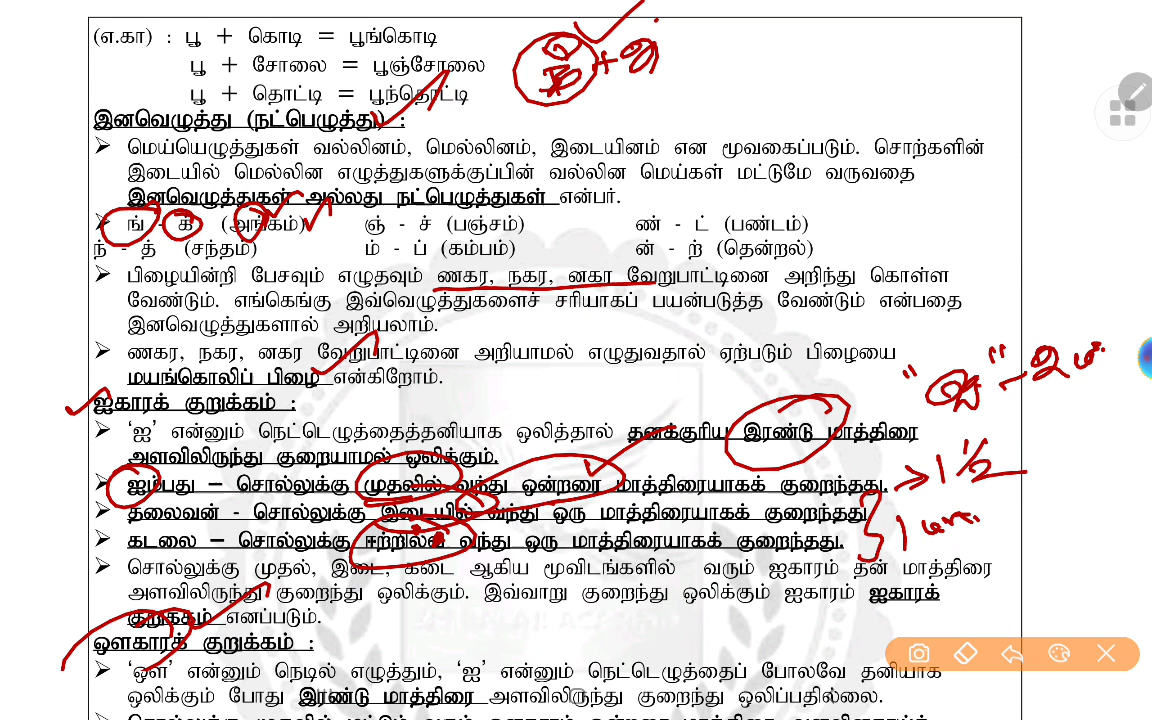 (எ.கா) : பூ + கொடி = பூங்கொடி
பூ + சோலை = பூஞ்சோலை
பூ + தொட்டி = பூந்தொட்டி
இனவெழுத்து (நட்பெழுத்து) :
➢ மெய்யெழுத்துகள் வல்லினம், மெல்லினம், இடையினம் என மூவகைப்படும். சொற்களின்
இடையில் மெல்லின எழுத்துகளுக்குப்பின் வல்லின மெய்கள் மட்டுமே வருவதை
இனவெழுத்துகள் அல்லது நட்பெழுத்துகள் என்பர்.
➢ ங் - க் (அங்கம்) ஞ் - ச் (பஞ்சம்) ண் - ட் (பண்டம்)
ந் - த் (சந்தம்) ம் - ப் (கம்பம்) ன் - ற் (தென்றல்)
➢ பிழையின்றி பேசவும் எழுதவும் ணகர, நகர, னகர வேறுபாட்டினை அறிந்து கொள்ள
வேண்டும். எங்கெங்கு இவ்வெழுத்துகளைச் சரியாகப் பயன்படுத்த வேண்டும் என்பதை
இனவெழுத்துகளால் அறியலாம்.
➢ ணகர, நகர, னகர வேறுபாட்டினை அறியாமல் எழுதுவதால் ஏற்படும் பிழையை
மயங்கொலிப் பிழை என்கிறோம்.
"ஐ" - 2 மா.
ஐகாரக் குறுக்கம் :
➢ ‘ஐ’ என்னும் நெட்டெழுத்தைத்தனியாக ஒலித்தால் தனக்குரிய இரண்டு மாத்திரை
அளவிலிருந்து குறையாமல் ஒலிக்கும்.
➢ ஐம்பது – சொல்லுக்கு முதலில் வந்து ஒன்றரை மாத்திரையாகக் குறைந்தது. → 1 ½
➢ தலைவன் - சொல்லுக்கு இடையில் வந்து ஒரு மாத்திரையாகக் குறைந்தது
➢ கடலை – சொல்லுக்கு ஈற்றில் வந்து ஒரு மாத்திரையாகக் குறைந்தது.
➢ சொல்லுக்கு முதல், இடை, கடை ஆகிய மூவிடங்களில் வரும் ஐகாரம் தன் மாத்திரை
அளவிலிருந்து குறைந்து ஒலிக்கும். இவ்வாறு குறைந்து ஒலிக்கும் ஐகாரம் ஐகாரக்
குறுக்கம் எனப்படும்.
ஔகாரக் குறுக்கம் :
➢ ‘ஔ’ என்னும் நெடில் எழுத்தும், ‘ஐ’ என்னும் நெட்டெழுத்தைப் போலவே தனியாக
ஒலிக்கும் போது இரண்டு மாத்திரை அளவிலிருந்து குறைந்து ஒலிப்பதில்லை.